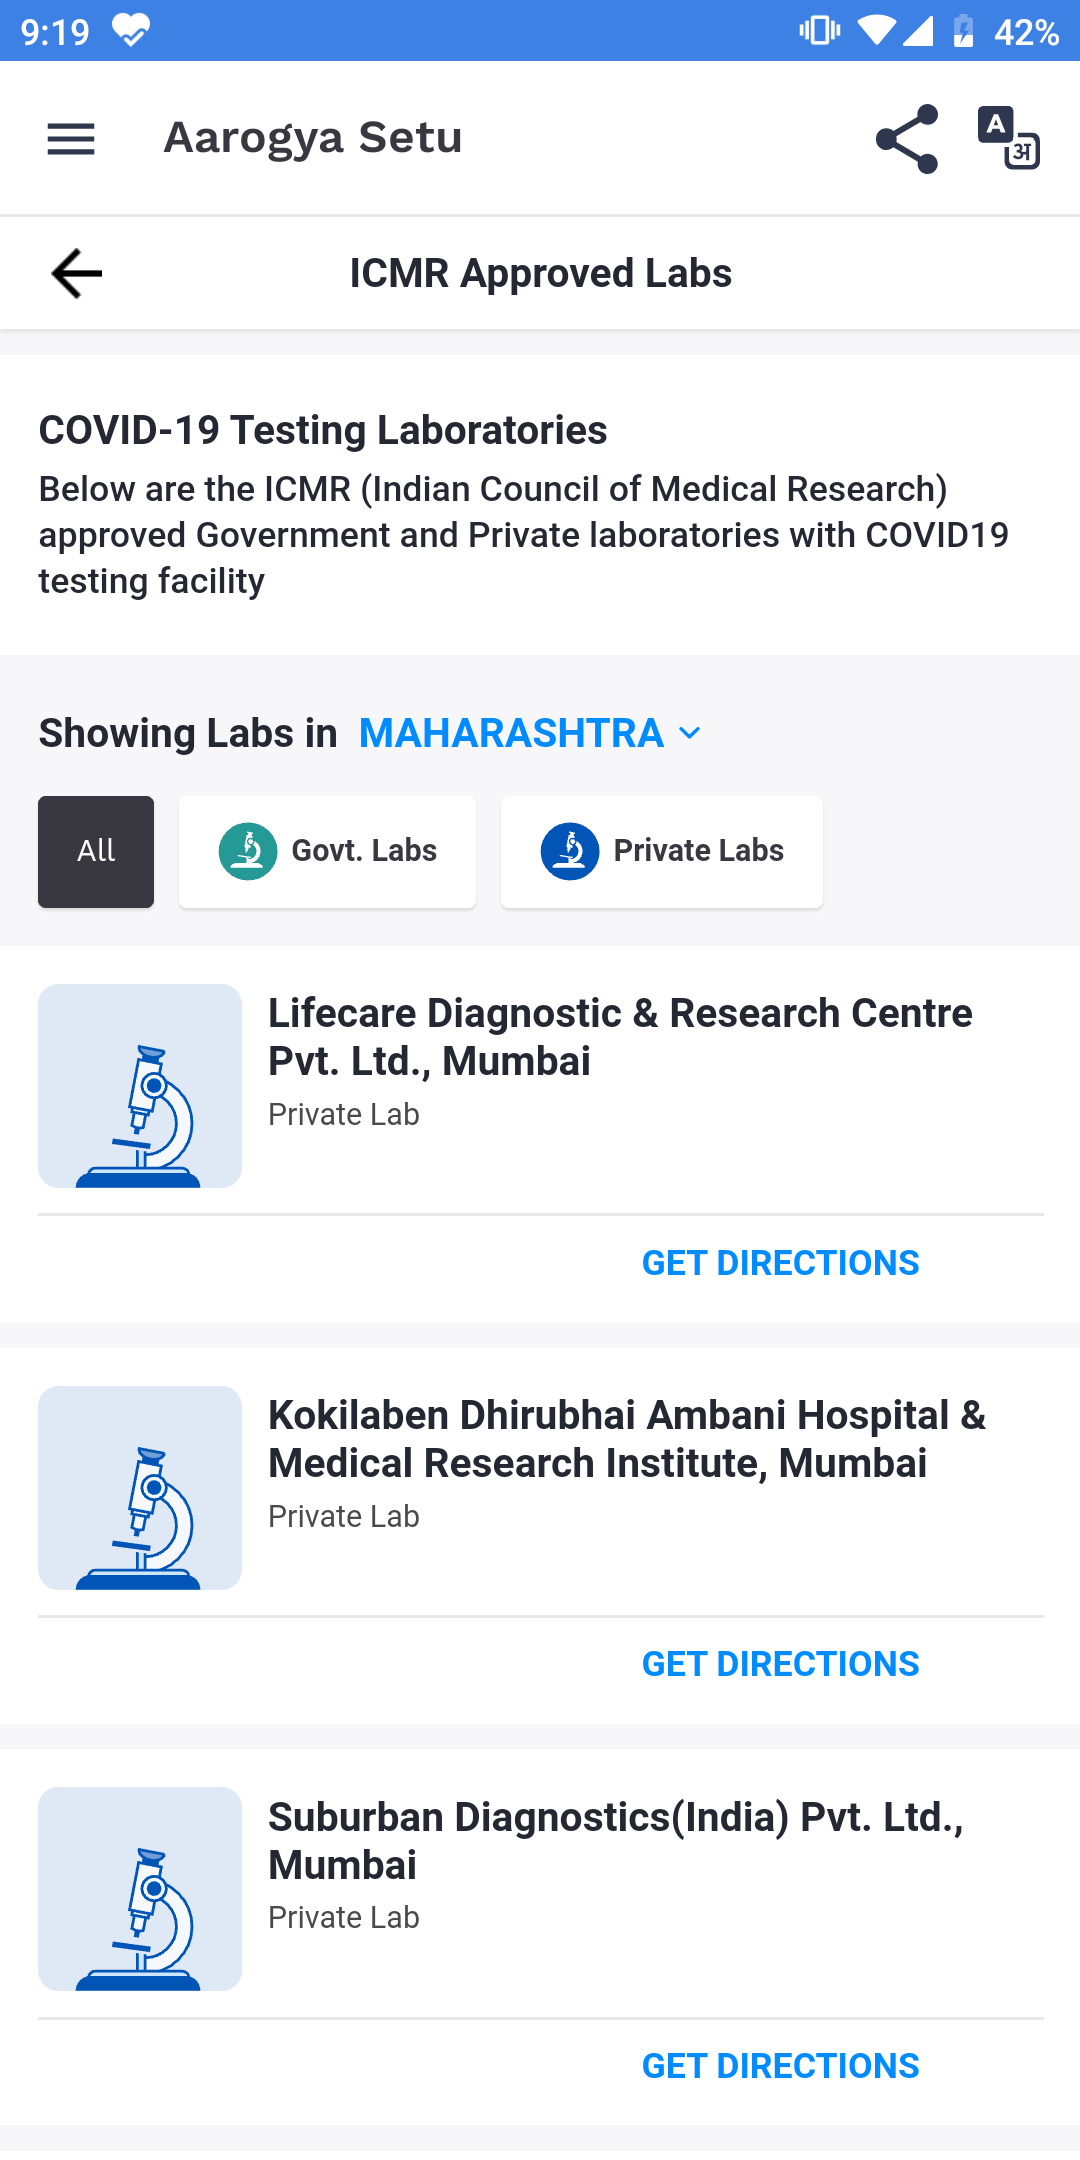 9:19
42%
Aarogya Setu
A
अ
ICMR Approved Labs
COVID-19 Testing Laboratories
Below are the ICMR (Indian Council of Medical Research)
approved Government and Private laboratories with COVID19
testing facility
Showing Labs in MAHARASHTRA
All
Govt. Labs
Private Labs
Lifecare Diagnostic & Research Centre
Pvt. Ltd., Mumbai
Private Lab
GET DIRECTIONS
Kokilaben Dhirubhai Ambani Hospital &
Medical Research Institute, Mumbai
Private Lab
GET DIRECTIONS
Suburban Diagnostics(India) Pvt. Ltd.,
Mumbai
Private Lab
GET DIRECTIONS